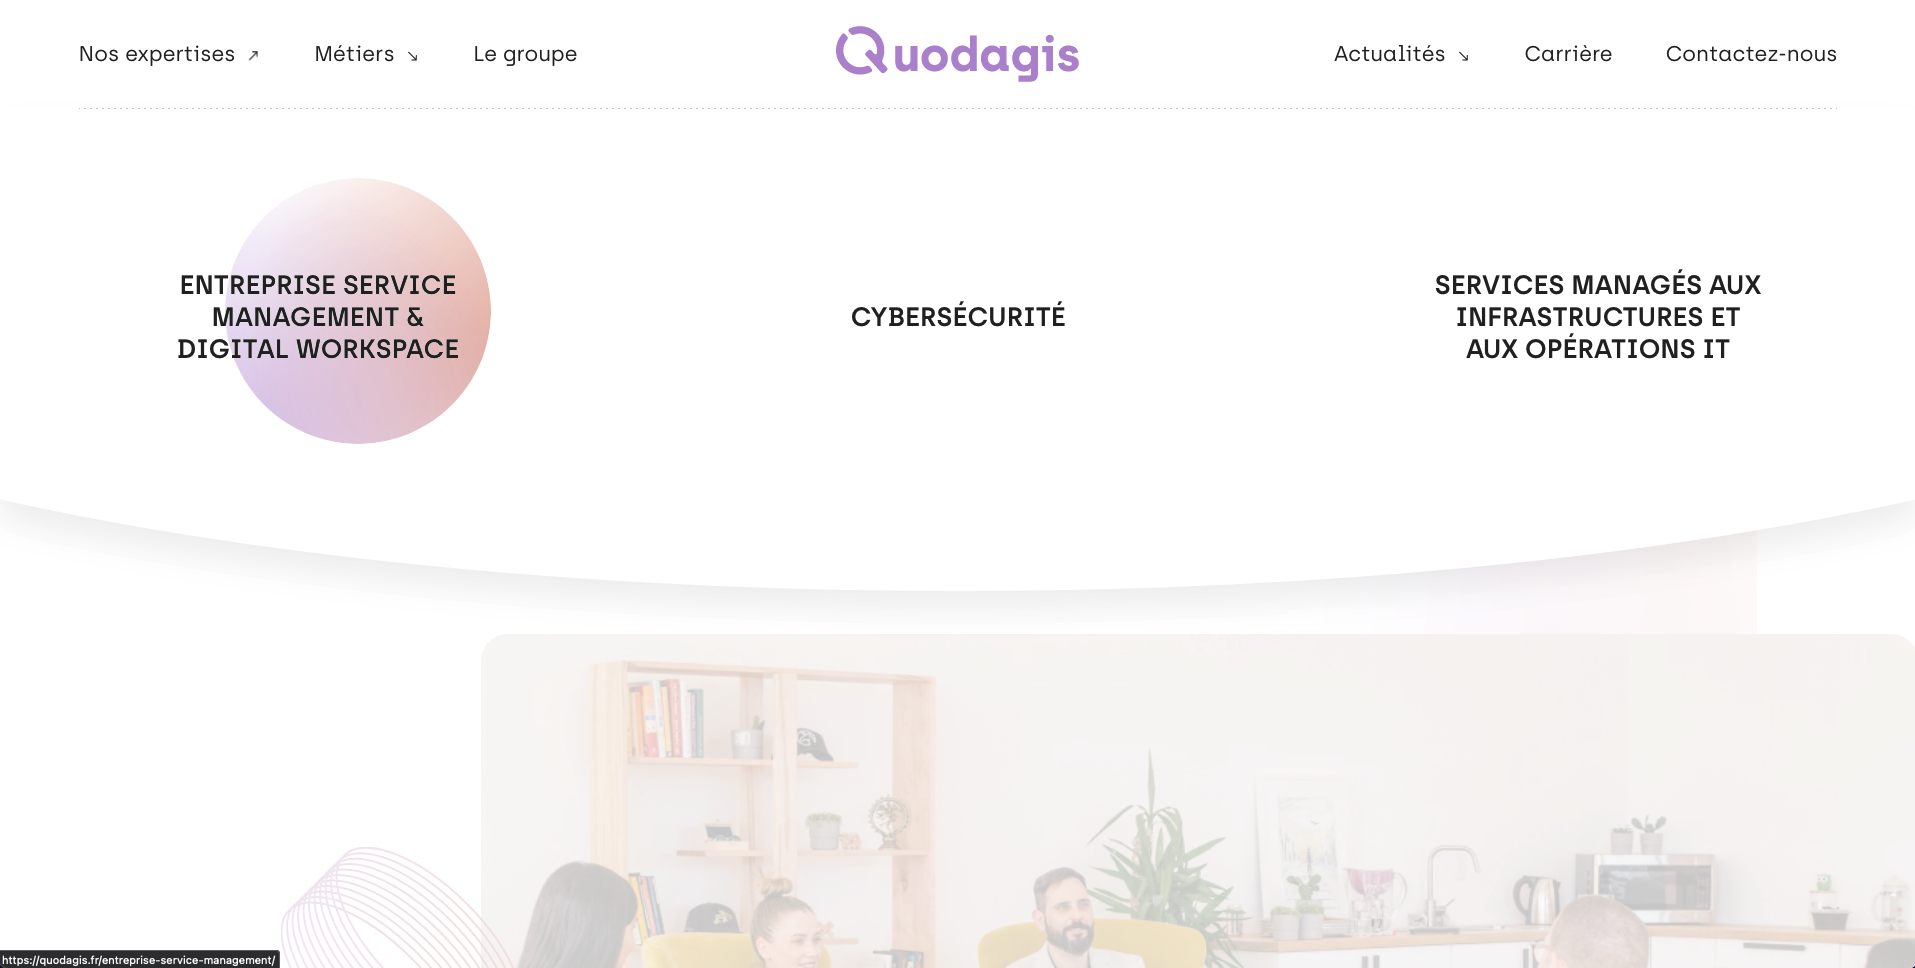 Nos expertises ↗
Métiers ↘
Le groupe
Quodagis
Actualités ↘
Carrière
Contactez-nous
ENTREPRISE SERVICE
MANAGEMENT &
DIGITAL WORKSPACE
CYBERSÉCURITÉ
SERVICES MANAGÉS AUX
INFRASTRUCTURES ET
AUX OPÉRATIONS IT
https://quodagis.fr/entreprise-service-management/